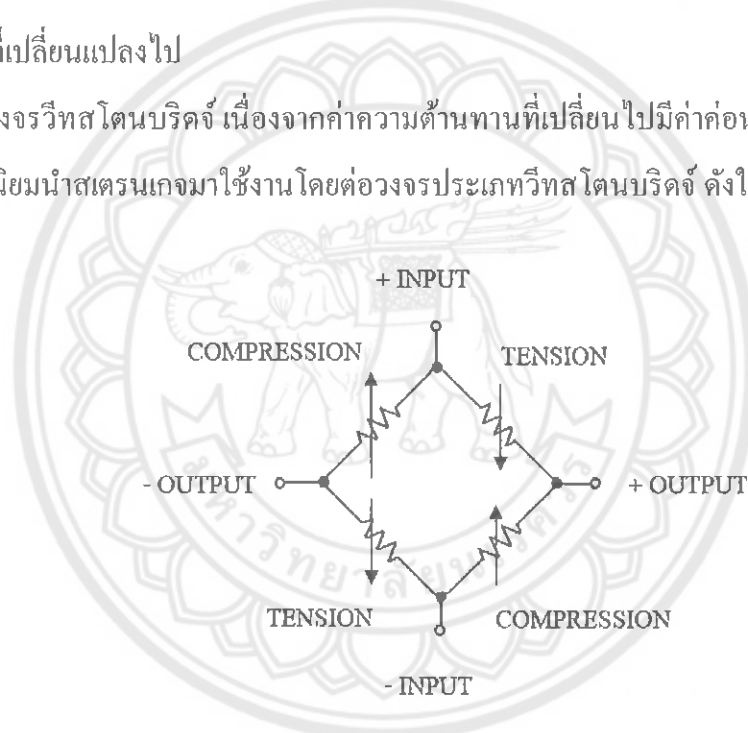 ที่เปลี่ยนแปลงไป
งจรวีทสโตนบริดจ์ เนื่องจากค่าความต้านทานที่เปลี่ยนไปมีค่าค่อน
นิยมนำสเตรนเกจมาใช้งานโดยต่อวงจรประเภทวีทสโตนบริดจ์ ดังใ
+ INPUT
COMPRESSION
TENSION
- OUTPUT
+ OUTPUT
TENSION
COMPRESSION
- INPUT